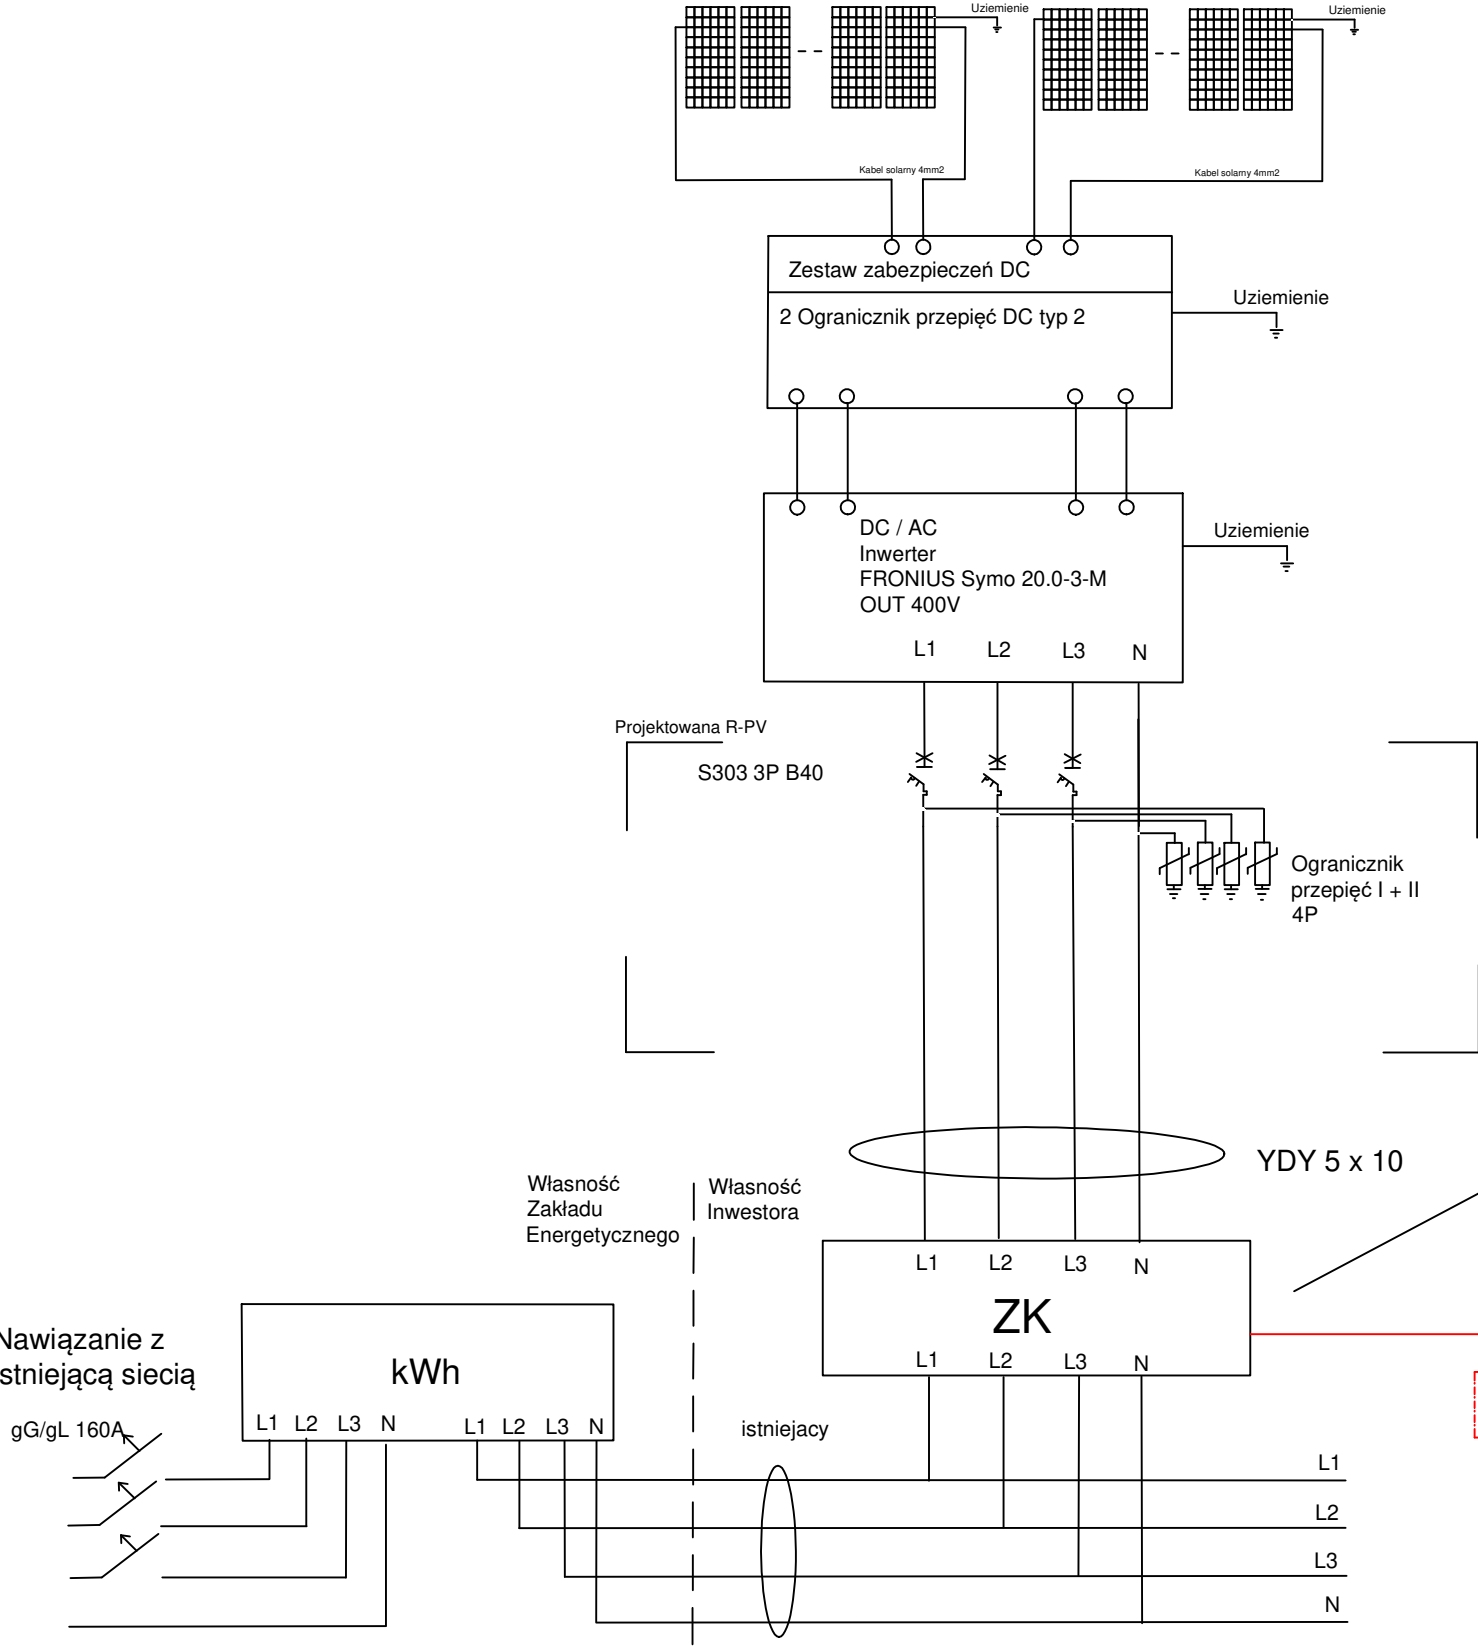 Uziemienie
Uziemienie
Kabel solarny 4mm2
Kabel solarny 4mm2
Zestaw zabezpieczeń DC
2 Ogranicznik przepięć DC typ 2
Uziemienie
DC / AC
Inwerter
FRONIUS Symo 20.0-3-M
OUT 400V
Uziemienie
L1 L2 L3 N
Projektowana R-PV
S303 3P B40
Ogranicznik
przepięć I + II
4P
YDY 5 x 10
Własność
Zakładu
Energetycznego
Własność
Inwestora
L1 L2 L3 N
ZK
L1 L2 L3 N
Nawiązanie z
stniejącą siecią
kWh
gG/gL 160A
L1 L2 L3 N L1 L2 L3 N
istniejacy
L1
L2
L3
N